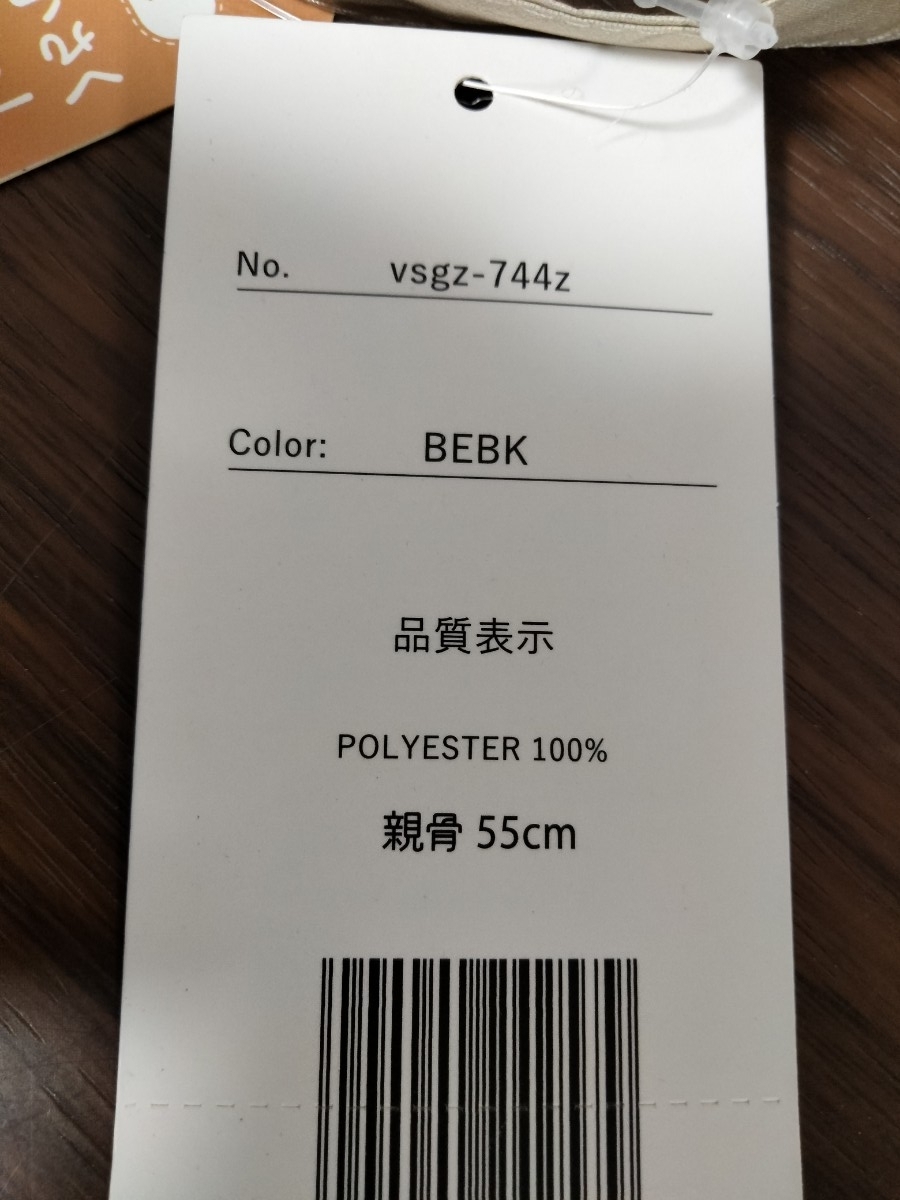 No. vsgz-744z
Color: BEBK
品質表示
POLYESTER 100%
親骨 55cm